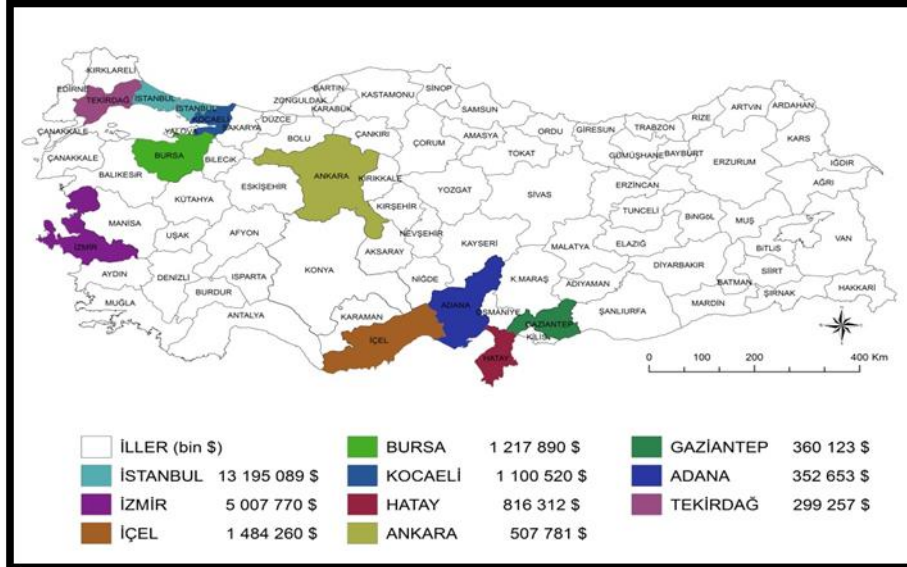 KIRKLARELİ
EDİRNE
TEKİRDAĞ
İSTANBUL
İSTANBUL
KOCAELİ
YALOVA
SAKARYA
DÜZCE
ZONGULDAK
BARTIN
KARABÜK
KASTAMONU
SİNOP
SAMSUN
ORDU
GİRESUN
TRABZON
RİZE
ARTVIN
ARDAHAN
ÇANAKKALE
ÇANAKKALE
BALIKESİR
BURSA
BİLECİK
BOLU
ÇANKIRI
ÇORUM
AMASYA
TOKAT
GÜMÜŞHANE
BAYBURT
ERZURUM
KARS
IĞDIR
AĞRI
KÜTAHYA
ESKİŞEHİR
ANKARA
KIRIKKALE
YOZGAT
SİVAS
ERZİNCAN
TUNCELİ
BİNGÖL
MUŞ
MANİSA
İZMİR
UŞAK
AFYON
KIRŞEHİR
NEVŞEHİR
AKSARAY
KAYSERİ
MALATYA
ELAZIĞ
BİTLİS
VAN
AYDIN
DENİZLİ
ISPARTA
BURDUR
KONYA
NİĞDE
K.MARAŞ
ADIYAMAN
DİYARBAKIR
BATMAN
SİİRT
ŞIRNAK
HAKKARİ
MUĞLA
ANTALYA
KARAMAN
İÇEL
ADANA
OSMANİYE
GAZİANTEP
KİLİS
HATAY
ŞANLIURFA
MARDİN
0 100 200 400 Km
İLLER (bin $)
İSTANBUL 13 195 089 $
İZMİR 5 007 770 $
İÇEL 1 484 260 $
BURSA 1 217 890 $
KOCAELİ 1 100 520 $
HATAY 816 312 $
ANKARA 507 781 $
GAZİANTEP 360 123 $
ADANA 352 653 $
TEKİRDAĞ 299 257 $